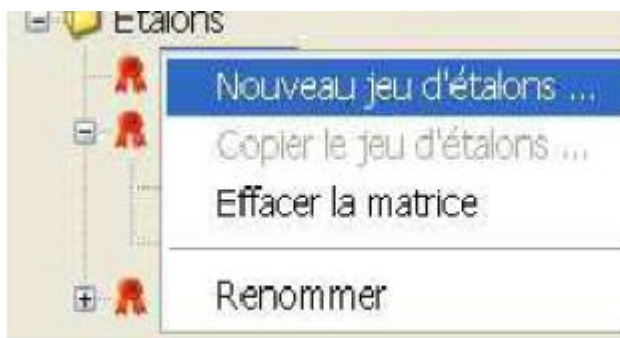 Etalons
Nouveau jeu d'étalons ...
Copier le jeu d'étalons ...
Effacer la matrice
Renommer